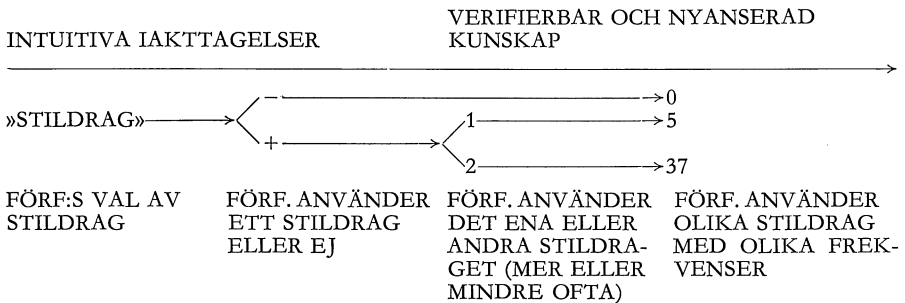 VERIFIERBAR OCH NYANSERAD
INTUITIVA IAKTTAGELSER
KUNSKAP
− 0
»STILDRAG» 1 5
+
2 37
FÖRF:S VAL AV
STILDRAG
FÖRF. ANVÄNDER
ETT STILDRAG
ELLER EJ
FÖRF. ANVÄNDER
DET ENA ELLER
ANDRA STILDRA-
GET (MER ELLER
MINDRE OFTA)
FÖRF. ANVÄNDER
OLIKA STILDRAG
MED OLIKA FREK-
VENSER